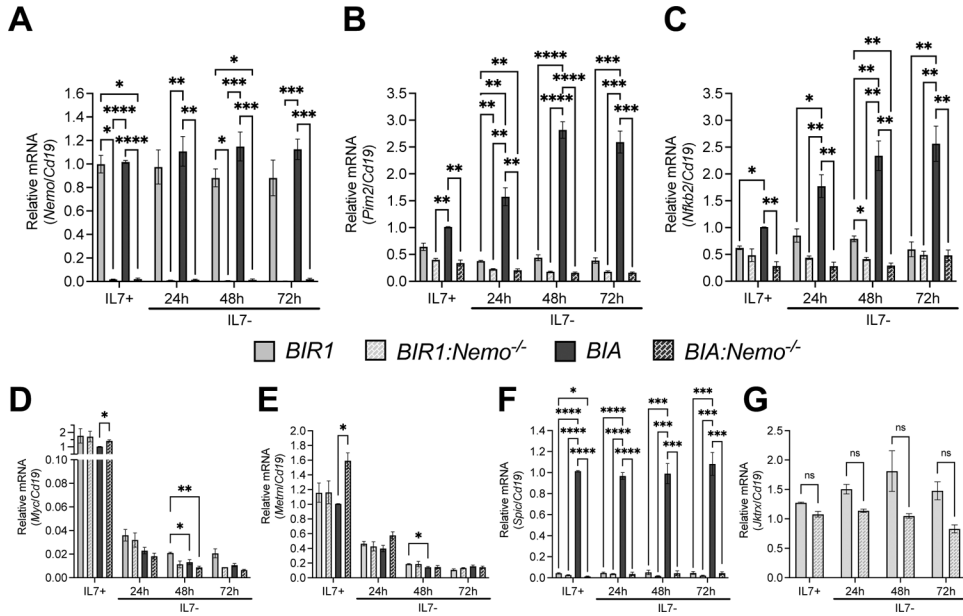 A
Relative mRNA
(Nemo/Cd19)
1.6
1.4
1.2
1.0
0.8
0.6
0.4
0.2
0.0
*
****
*
****
**
**
*
***
*
***
***
***
IL7+
24h
48h
72h
IL7-
B
Relative mRNA
(Pim2/Cd19)
3.5
3.0
2.5
2.0
1.5
1.0
0.5
0.0
**
**
**
**
**
**
**
****
****
****
***
***
***
IL7+
24h
48h
72h
IL7-
C
Relative mRNA
(Nfkb2/Cd19)
3.5
3.0
2.5
2.0
1.5
1.0
0.5
0.0
*
**
*
**
**
**
**
**
**
*
**
**
**
IL7+
24h
48h
72h
IL7-
BIR1
BIR1:Nemo-/-
BIA
BIA:Nemo-/-
D
Relative mRNA
(Myc/Cd19)
2
1
0.10
0.08
0.06
0.04
0.02
0.00
*
**
*
IL7+
24h
48h
72h
IL7-
E
Relative mRNA
(Metrn/Cd19)
2.0
1.8
1.6
1.4
1.2
1.0
0.8
0.6
0.4
0.2
0.0
*
*
IL7+
24h
48h
72h
IL7-
F
Relative mRNA
(Spic/Cd19)
1.4
1.2
1.0
0.8
0.6
0.4
0.2
0.0
*
****
****
****
****
****
****
***
***
***
***
***
***
IL7+
24h
48h
72h
IL7-
G
Relative mRNA
(Jktrx/Cd19)
2.5
2.0
1.5
1.0
0.5
0.0
ns
ns
ns
ns
IL7+
24h
48h
72h
IL7-